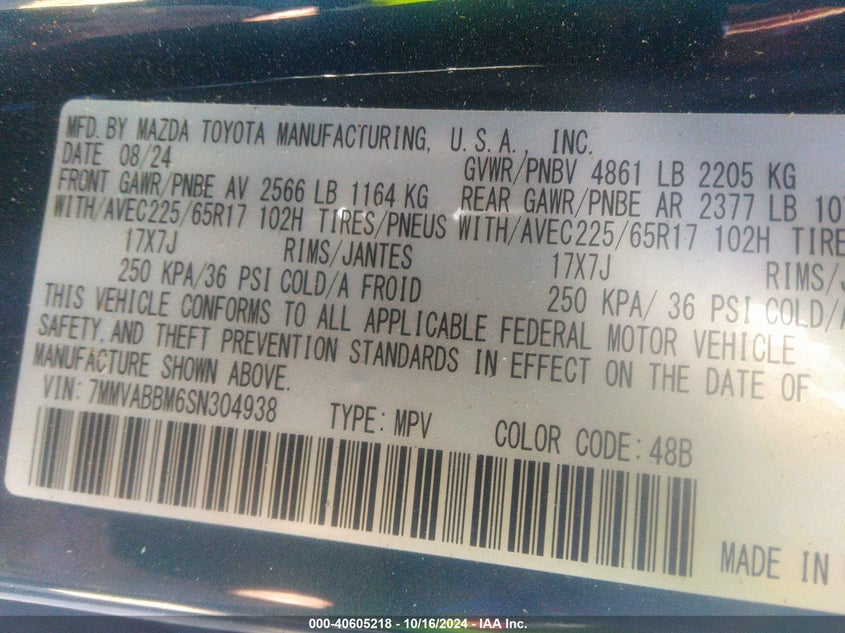 MFD. BY MAZDA TOYOTA MANUFACTURING, U.S.A., INC.
DATE 08/24 GVWR/PNBV 4861 LB 2205 KG
FRONT GAWR/PNBE AV 2566 LB 1164 KG REAR GAWR/PNBE AR 2377 LB 10
WITH/AVEC225/65R17 102H TIRES/PNEUS WITH/AVEC225/65R17 102H TIRE
17X7J RIMS/JANTES 17X7J RIMS/J
250 KPA/36 PSI COLD/A FROID 250 KPA/ 36 PSI COLD/A
THIS VEHICLE CONFORMS TO ALL APPLICABLE FEDERAL MOTOR VEHICLE
SAFETY, AND THEFT PREVENTION STANDARDS IN EFFECT ON THE DATE OF
MANUFACTURE SHOWN ABOVE.
VIN: 7MMVABBM6SN304938 TYPE: MPV COLOR CODE: 48B
MADE IN
000-40605218 - 10/16/2024 - IAA Inc.